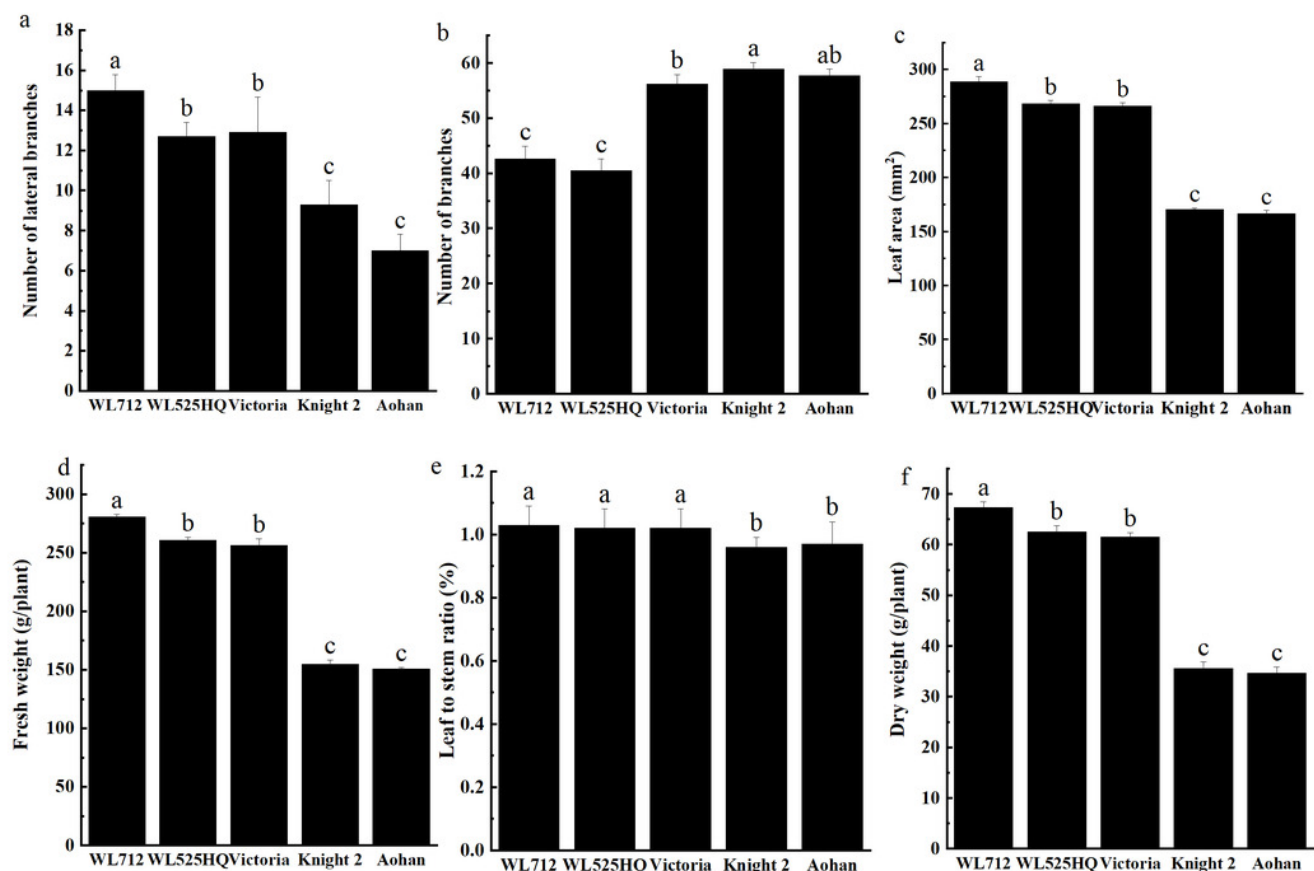 a
Number of lateral branches
18
16
14
12
10
8
6
4
2
0
a
b
b
c
c
WL712 WL525HQ Victoria Knight 2 Aohan
b
Number of branches
60
50
40
30
20
10
0
c
c
b
a
ab
WL712 WL525HQ Victoria Knight 2 Aohan
c
Leaf area (mm²)
300
250
200
150
100
50
0
a
b
b
c
c
WL712 WL525HQ Victoria Knight 2 Aohan
d
Fresh weight (g/plant)
300
250
200
150
100
50
0
a
b
b
c
c
WL712 WL525HQ Victoria Knight 2 Aohan
e
Leaf to stem ratio (%)
1.2
1.0
0.8
0.6
0.4
0.2
0.0
a
a
a
b
b
WL712 WL525HQ Victoria Knight 2 Aohan
f
Dry weight (g/plant)
70
60
50
40
30
20
10
0
a
b
b
c
c
WL712 WL525HQ Victoria Knight 2 Aohan